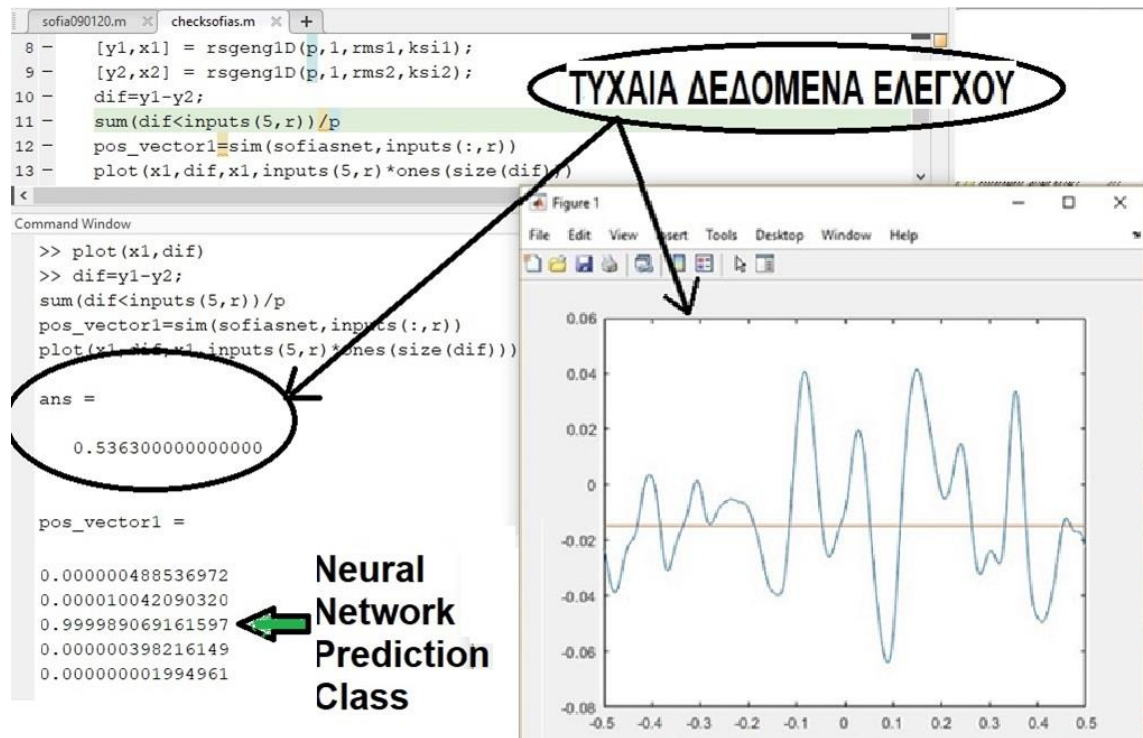 sofia090120.m × checksofias.m × +
8 - [y1,x1] = rsgeng1D(p,1,rms1,ksi1);
9 - [y2,x2] = rsgeng1D(p,1,rms2,ksi2);
10 - dif=y1-y2;
11 - sum(dif<inputs(5,r))/p
12 - pos_vector1=sim(sofiasnet,inputs(:,r))
13 - plot(x1,dif,x1,inputs(5,r)*ones(size(dif)))
ΤΥΧΑΙΑ ΔΕΔΟΜΕΝΑ ΕΛΕΓΧΟΥ
Command Window
>> plot(x1,dif)
>> dif=y1-y2;
sum(dif<inputs(5,r))/p
pos_vector1=sim(sofiasnet,inputs(:,r))
plot(x1,dif,x1,inputs(5,r)*ones(size(dif)))
ans =
0.536300000000000
pos_vector1 =
0.000000488536972
0.000010042090320
0.999989069161597
0.000000398216149
0.000000001994961
Neural
Network
Prediction
Class
Figure 1
File Edit View Insert Tools Desktop Window Help
0.06
0.04
0.02
0
-0.02
-0.04
-0.06
-0.08
-0.5 -0.4 -0.3 -0.2 -0.1 0 0.1 0.2 0.3 0.4 0.5